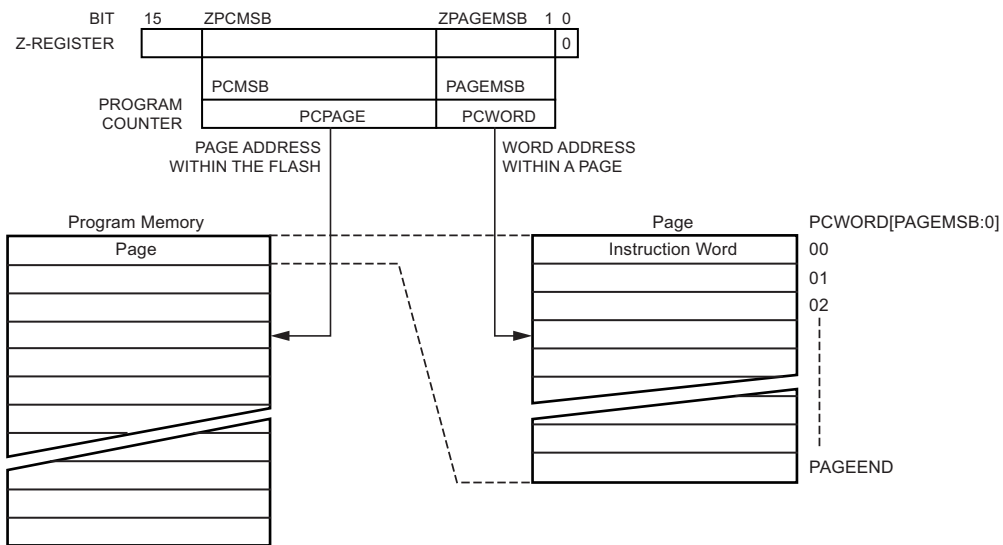 BIT 15 ZPCMSB ZPAGEMSB 1 0
Z-REGISTER 0
PCMSB PAGEMSB
PROGRAM
COUNTER
PCPAGE PCWORD
PAGE ADDRESS
WITHIN THE FLASH
WORD ADDRESS
WITHIN A PAGE
Program Memory
Page
Page
PCWORD[PAGEMSB:0]
Instruction Word
00
01
02
PAGEEND